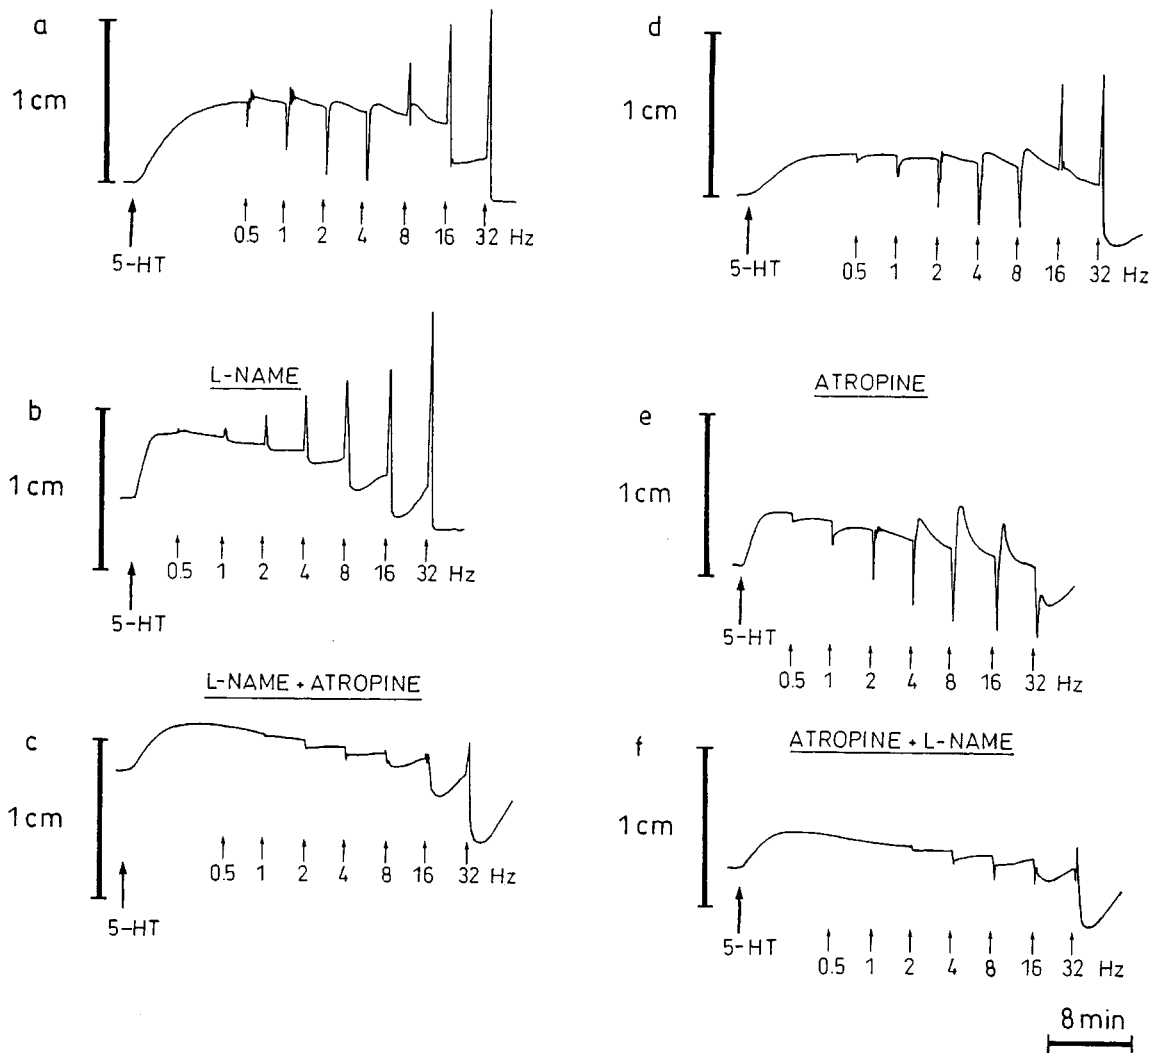 a
1 cm
5-HT
0.5 1 2 4 8 16 32 Hz
L-NAME
b
1 cm
0.5 1 2 4 8 16 32 Hz
5-HT
L-NAME + ATROPINE
c
1 cm
0.5 1 2 4 8 16 32 Hz
5-HT
d
1 cm
5-HT
0.5 1 2 4 8 16 32 Hz
ATROPINE
e
1 cm
5-HT
0.5 1 2 4 8 16 32 Hz
f
ATROPINE + L-NAME
1 cm
5-HT
0.5 1 2 4 8 16 32 Hz
8 min